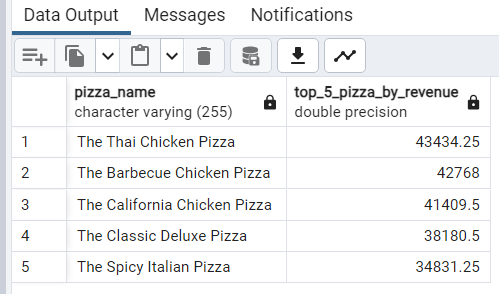 Data Output Messages Notifications
pizza_name top_5_pizza_by_revenue
character varying (255) double precision
1 The Thai Chicken Pizza 43434.25
2 The Barbecue Chicken Pizza 42768
3 The California Chicken Pizza 41409.5
4 The Classic Deluxe Pizza 38180.5
5 The Spicy Italian Pizza 34831.25